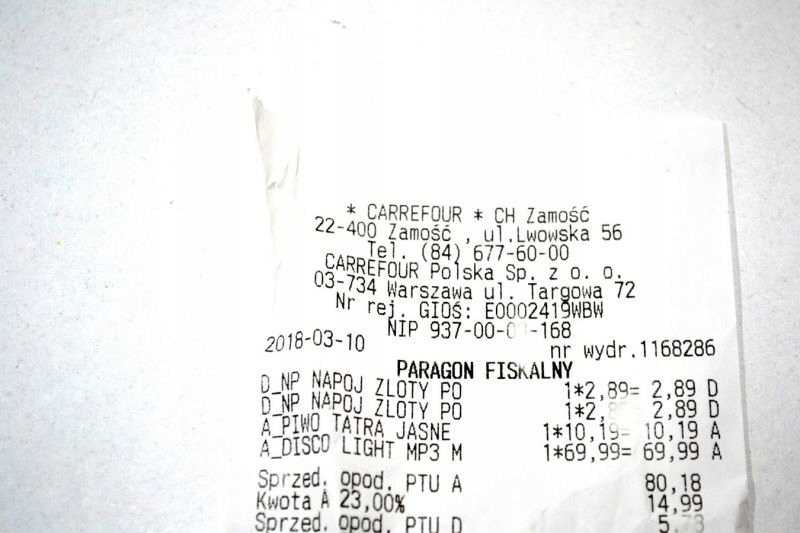 * CARREFOUR * CH Zamość
22-400 Zamość , ul.Lwowska 56
Tel. (84) 677-60-00
CARREFOUR Polska Sp. z o. o.
03-734 Warszawa ul. Targowa 72
Nr rej. GIOŚ: E0002419WBW
NIP 937-00-
2018-03-10 nr wydr.1168286
PARAGON FISKALNY
D_NP NAPOJ ZLOTY PO 1*2,89= 2,89 D
D_NP NAPOJ ZLOTY PO 2,89 D
A_PIWO TATRA JASNE 1*10,19= 10,19 A
A_DISCO LIGHT MP3 M 1*69,99= 69,99 A
Sprzed. opod. PTU A 80,18
Kwota A 23,00% 14,99
Sprzed. opod. PTU D